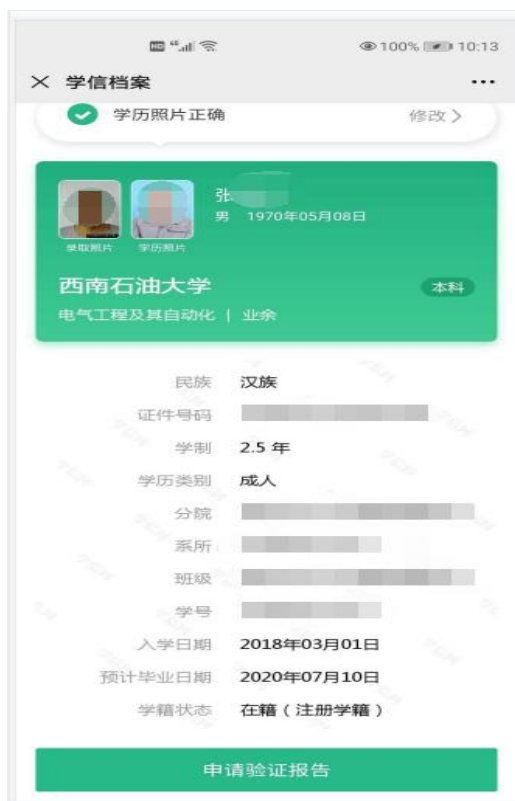 HD 46 100% 10:13
学信档案 ...
学历照片正确 修改
张
男 1970年05月08日
录取照片 学历照片
西南石油大学 本科
电气工程及其自动化 | 业余
民族 汉族
证件号码
学制 2.5 年
学历类别 成人
分院
系所
班级
学号
入学日期 2018年03月01日
预计毕业日期 2020年07月10日
学籍状态 在籍（注册学籍）
申请验证报告